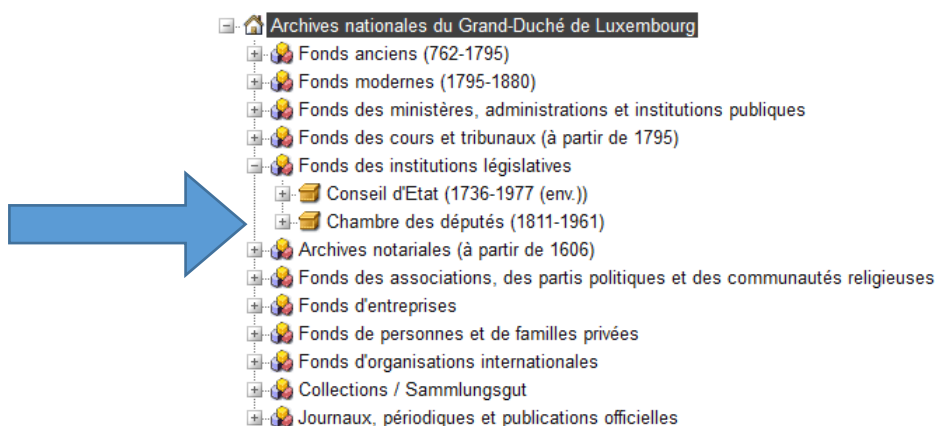 Archives nationales du Grand-Duché de Luxembourg
Fonds anciens (762-1795)
Fonds modernes (1795-1880)
Fonds des ministères, administrations et institutions publiques
Fonds des cours et tribunaux (à partir de 1795)
Fonds des institutions législatives
Conseil d'Etat (1736-1977 (env.))
Chambre des députés (1811-1961)
Archives notariales (à partir de 1606)
Fonds des associations, des partis politiques et des communautés religieuses
Fonds d'entreprises
Fonds de personnes et de familles privées
Fonds d'organisations internationales
Collections / Sammlungsgut
Journaux, périodiques et publications officielles